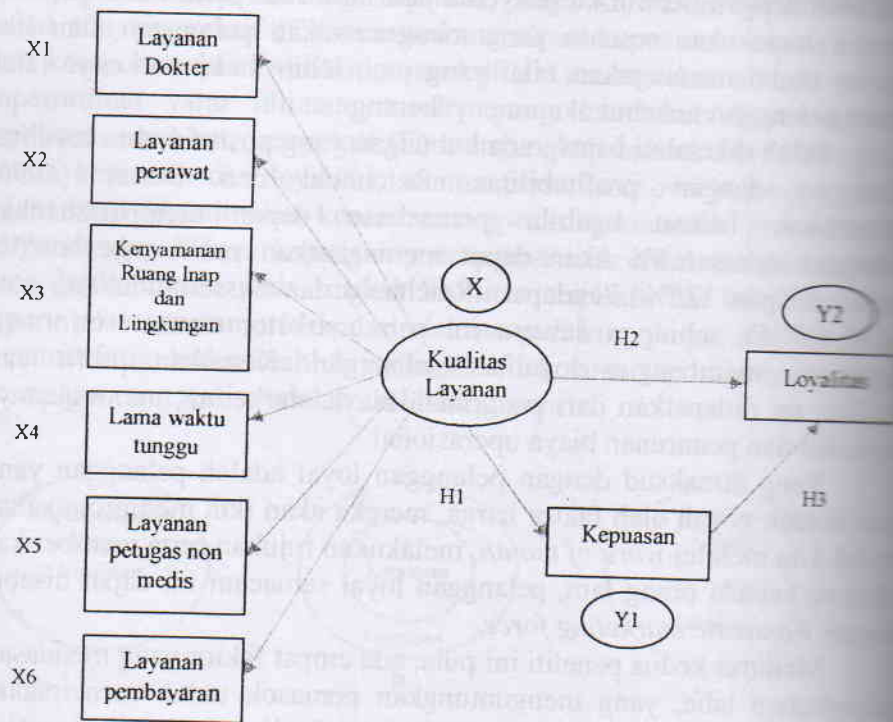 X1
Layanan
Dokter
X2
Layanan
perawat
X3
Kenyamanan
Ruang Inap
dan
Lingkungan
X4
Lama waktu
tunggu
X5
Layanan
petugas non
medis
X6
Layanan
pembayaran
X
Kualitas
Layanan
H2
Y2
Loyalitas
H1
H3
Kepuasan
Y1